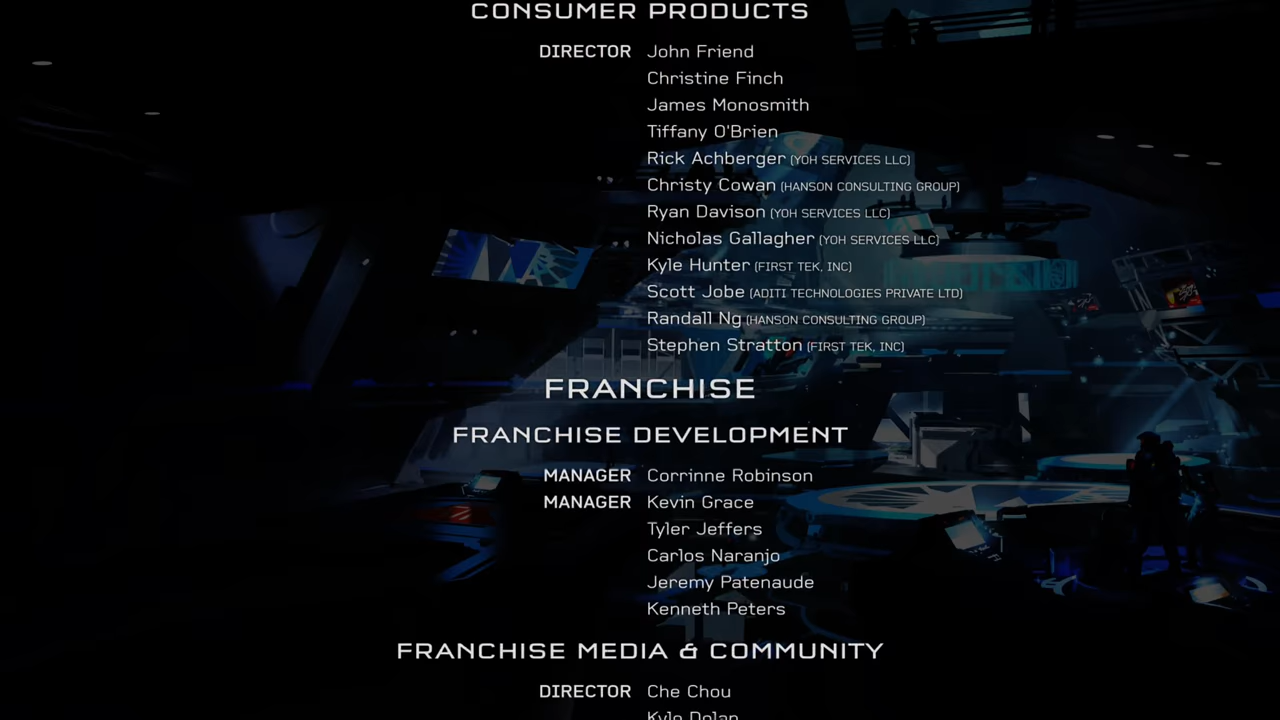 CONSUMER PRODUCTS
DIRECTOR John Friend
Christine Finch
James Monosmith
Tiffany O'Brien
Rick Achberger (YOH SERVICES LLC)
Christy Cowan (HANSON CONSULTING GROUP)
Ryan Davison (YOH SERVICES LLC)
Nicholas Gallagher (YOH SERVICES LLC)
Kyle Hunter (FIRST TEK, INC)
Scott Jobe (ADITI TECHNOLOGIES PRIVATE LTD)
Randall Ng (HANSON CONSULTING GROUP)
Stephen Stratton (FIRST TEK, INC)
FRANCHISE
FRANCHISE DEVELOPMENT
MANAGER Corrinne Robinson
MANAGER Kevin Grace
Tyler Jeffers
Carlos Naranjo
Jeremy Patenaude
Kenneth Peters
FRANCHISE MEDIA & COMMUNITY
DIRECTOR Che Chou
Kyle Dolan